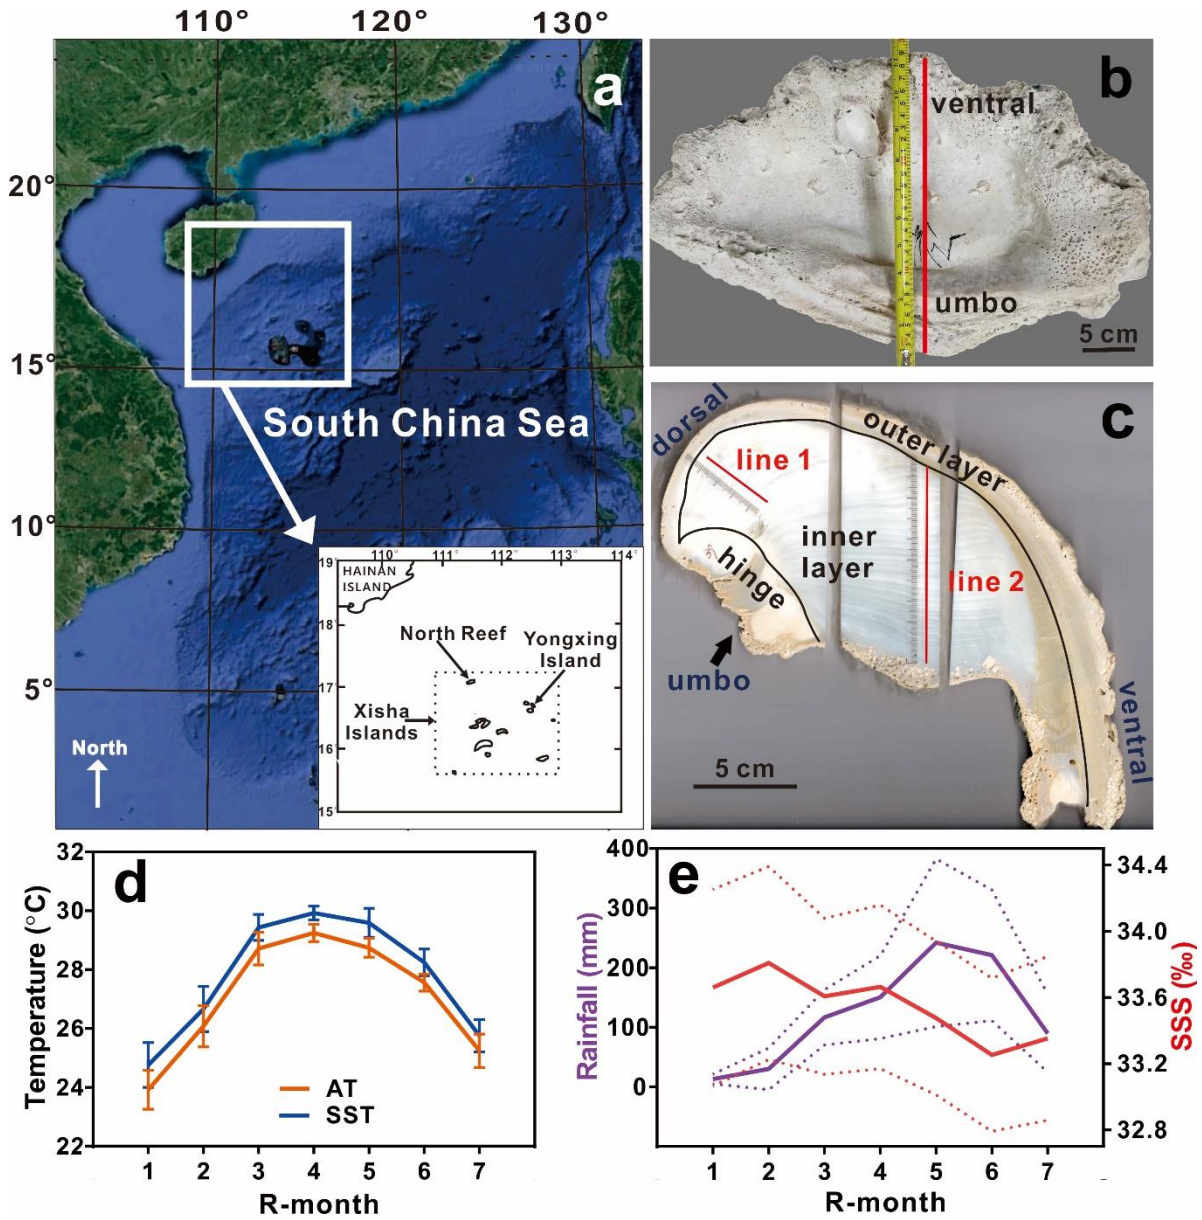 110° 120° 130°
20°
15°
10°
5°
a
South China Sea
North
110° 111° 112° 113° 114°
19
18
17
16
15
HAINAN
ISLAND
North Reef
Yongxing
Island
Xisha
Islands
b
ventral
umbo
5 cm
c
dorsal
outer layer
line 1
inner
layer
line 2
hinge
umbo
ventral
5 cm
d
Temperature (°C)
32
30
28
26
24
22
AT
SST
1 2 3 4 5 6 7
R-month
e
Rainfall (mm)
400
300
200
100
0
34.4
34.0
33.6
33.2
32.8
SSS (‰)
1 2 3 4 5 6 7
R-month